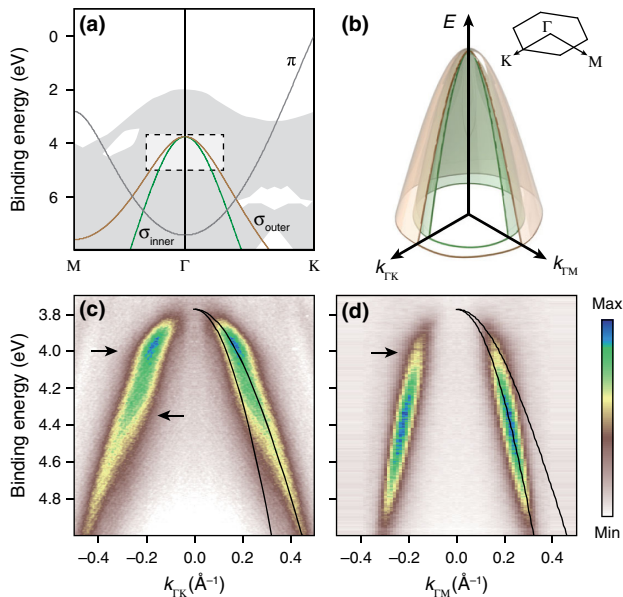 (a)
Binding energy (eV)
0
2
4
6
π
σinner
σouter
M
Γ
K
(b)
E
Γ
K
M
kΓK
kΓM
(c)
Binding energy (eV)
3.8
4.0
4.2
4.4
4.6
4.8
−0.4
−0.2
0.0
0.2
0.4
kΓK(Å−1)
(d)
−0.4
−0.2
0.0
0.2
0.4
kΓM(Å−1)
Max
Min